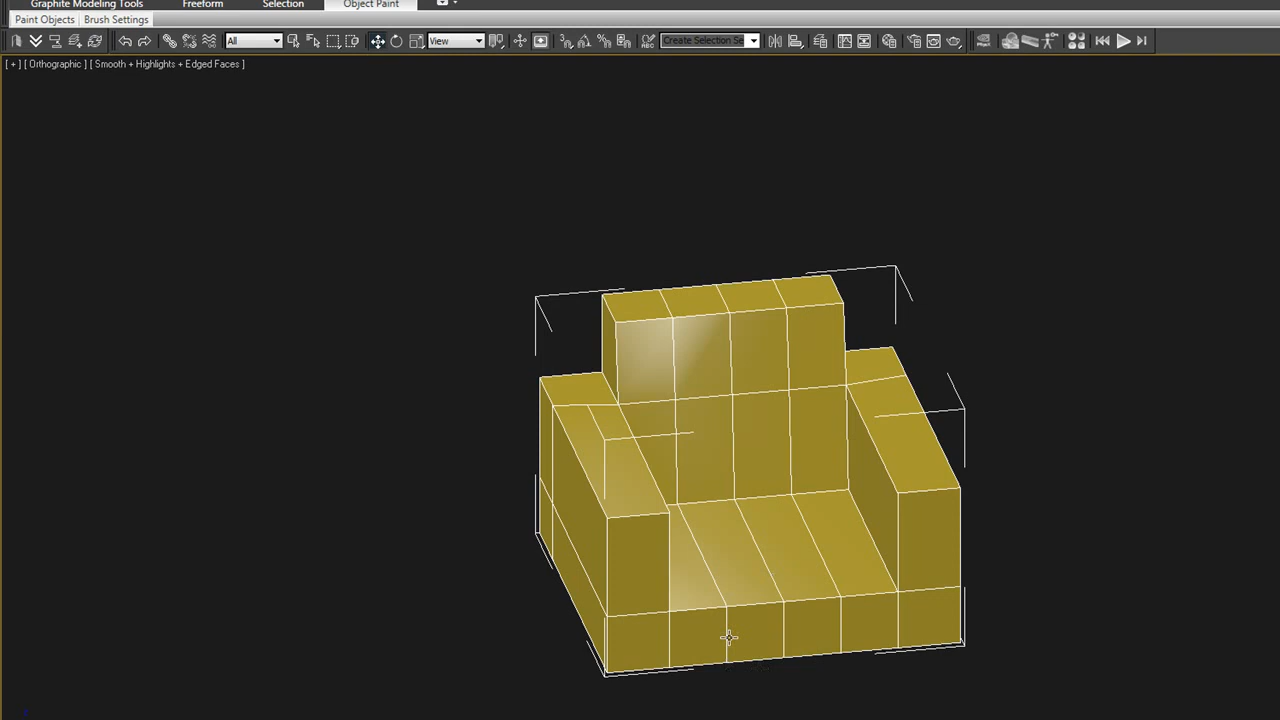 Graphite Modeling Tools Freeform Selection Object Paint
Paint Objects Brush Settings
All View Create Selection Se
[ + ] [ Orthographic ] [ Smooth + Highlights + Edged Faces ]